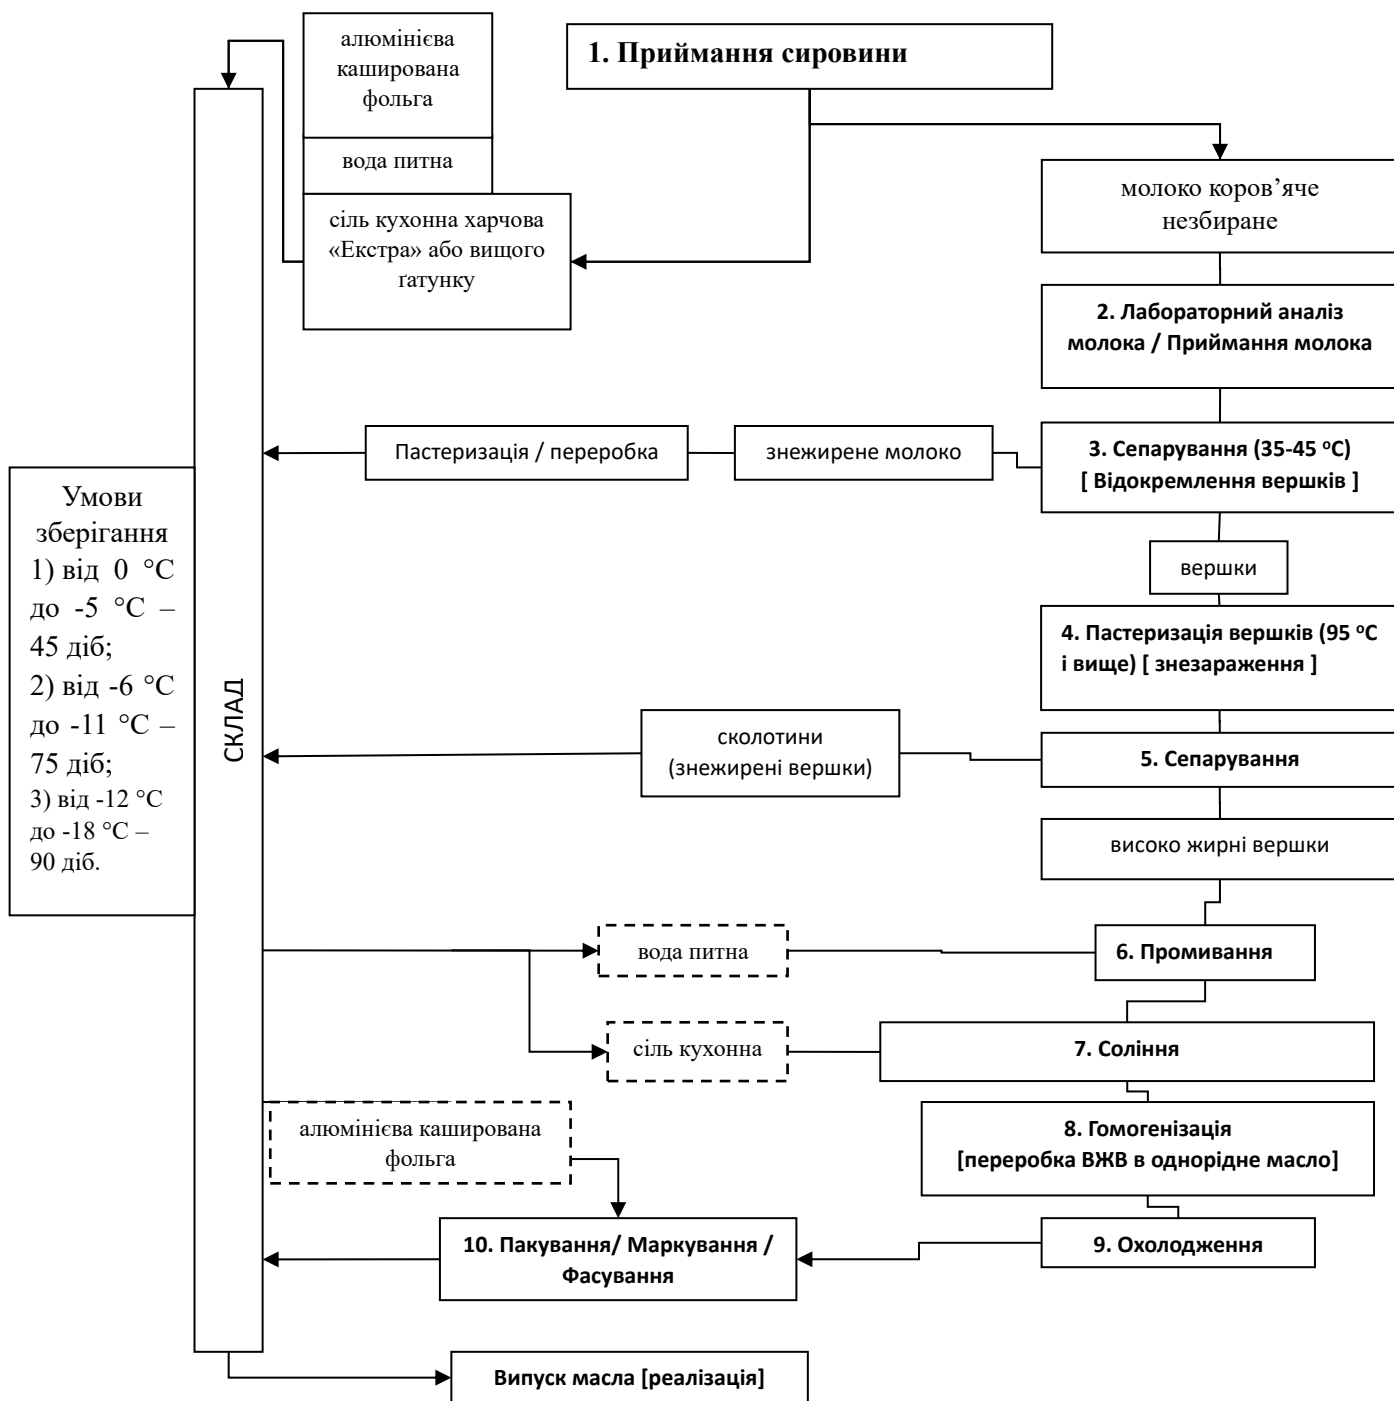 1. Приймання сировини
алюмінієва
каширована
фольга
вода питна
сіль кухонна харчова
«Екстра» або вищого
ґатунку
молоко коров’яче
незбиране
2. Лабораторний аналіз
молока / Приймання молока
3. Сепарування (35-45 ºС)
[ Відокремлення вершків ]
знежирене молоко
Пастеризація / переробка
вершки
4. Пастеризація вершків (95 ºС
і вище) [ знезараження ]
5. Сепарування
сколотини
(знежирені вершки)
високо жирні вершки
СКЛАД
Умови
зберігання
1) від 0 °С
до -5 °С –
45 діб;
2) від -6 °С
до -11 °С –
75 діб;
3) від -12 °С
до -18 °С –
90 діб.
вода питна
6. Промивання
сіль кухонна
7. Соління
8. Гомогенізація
[переробка ВЖВ в однорідне масло]
алюмінієва каширована
фольга
9. Охолодження
10. Пакування/ Маркування /
Фасування
Випуск масла [реалізація]